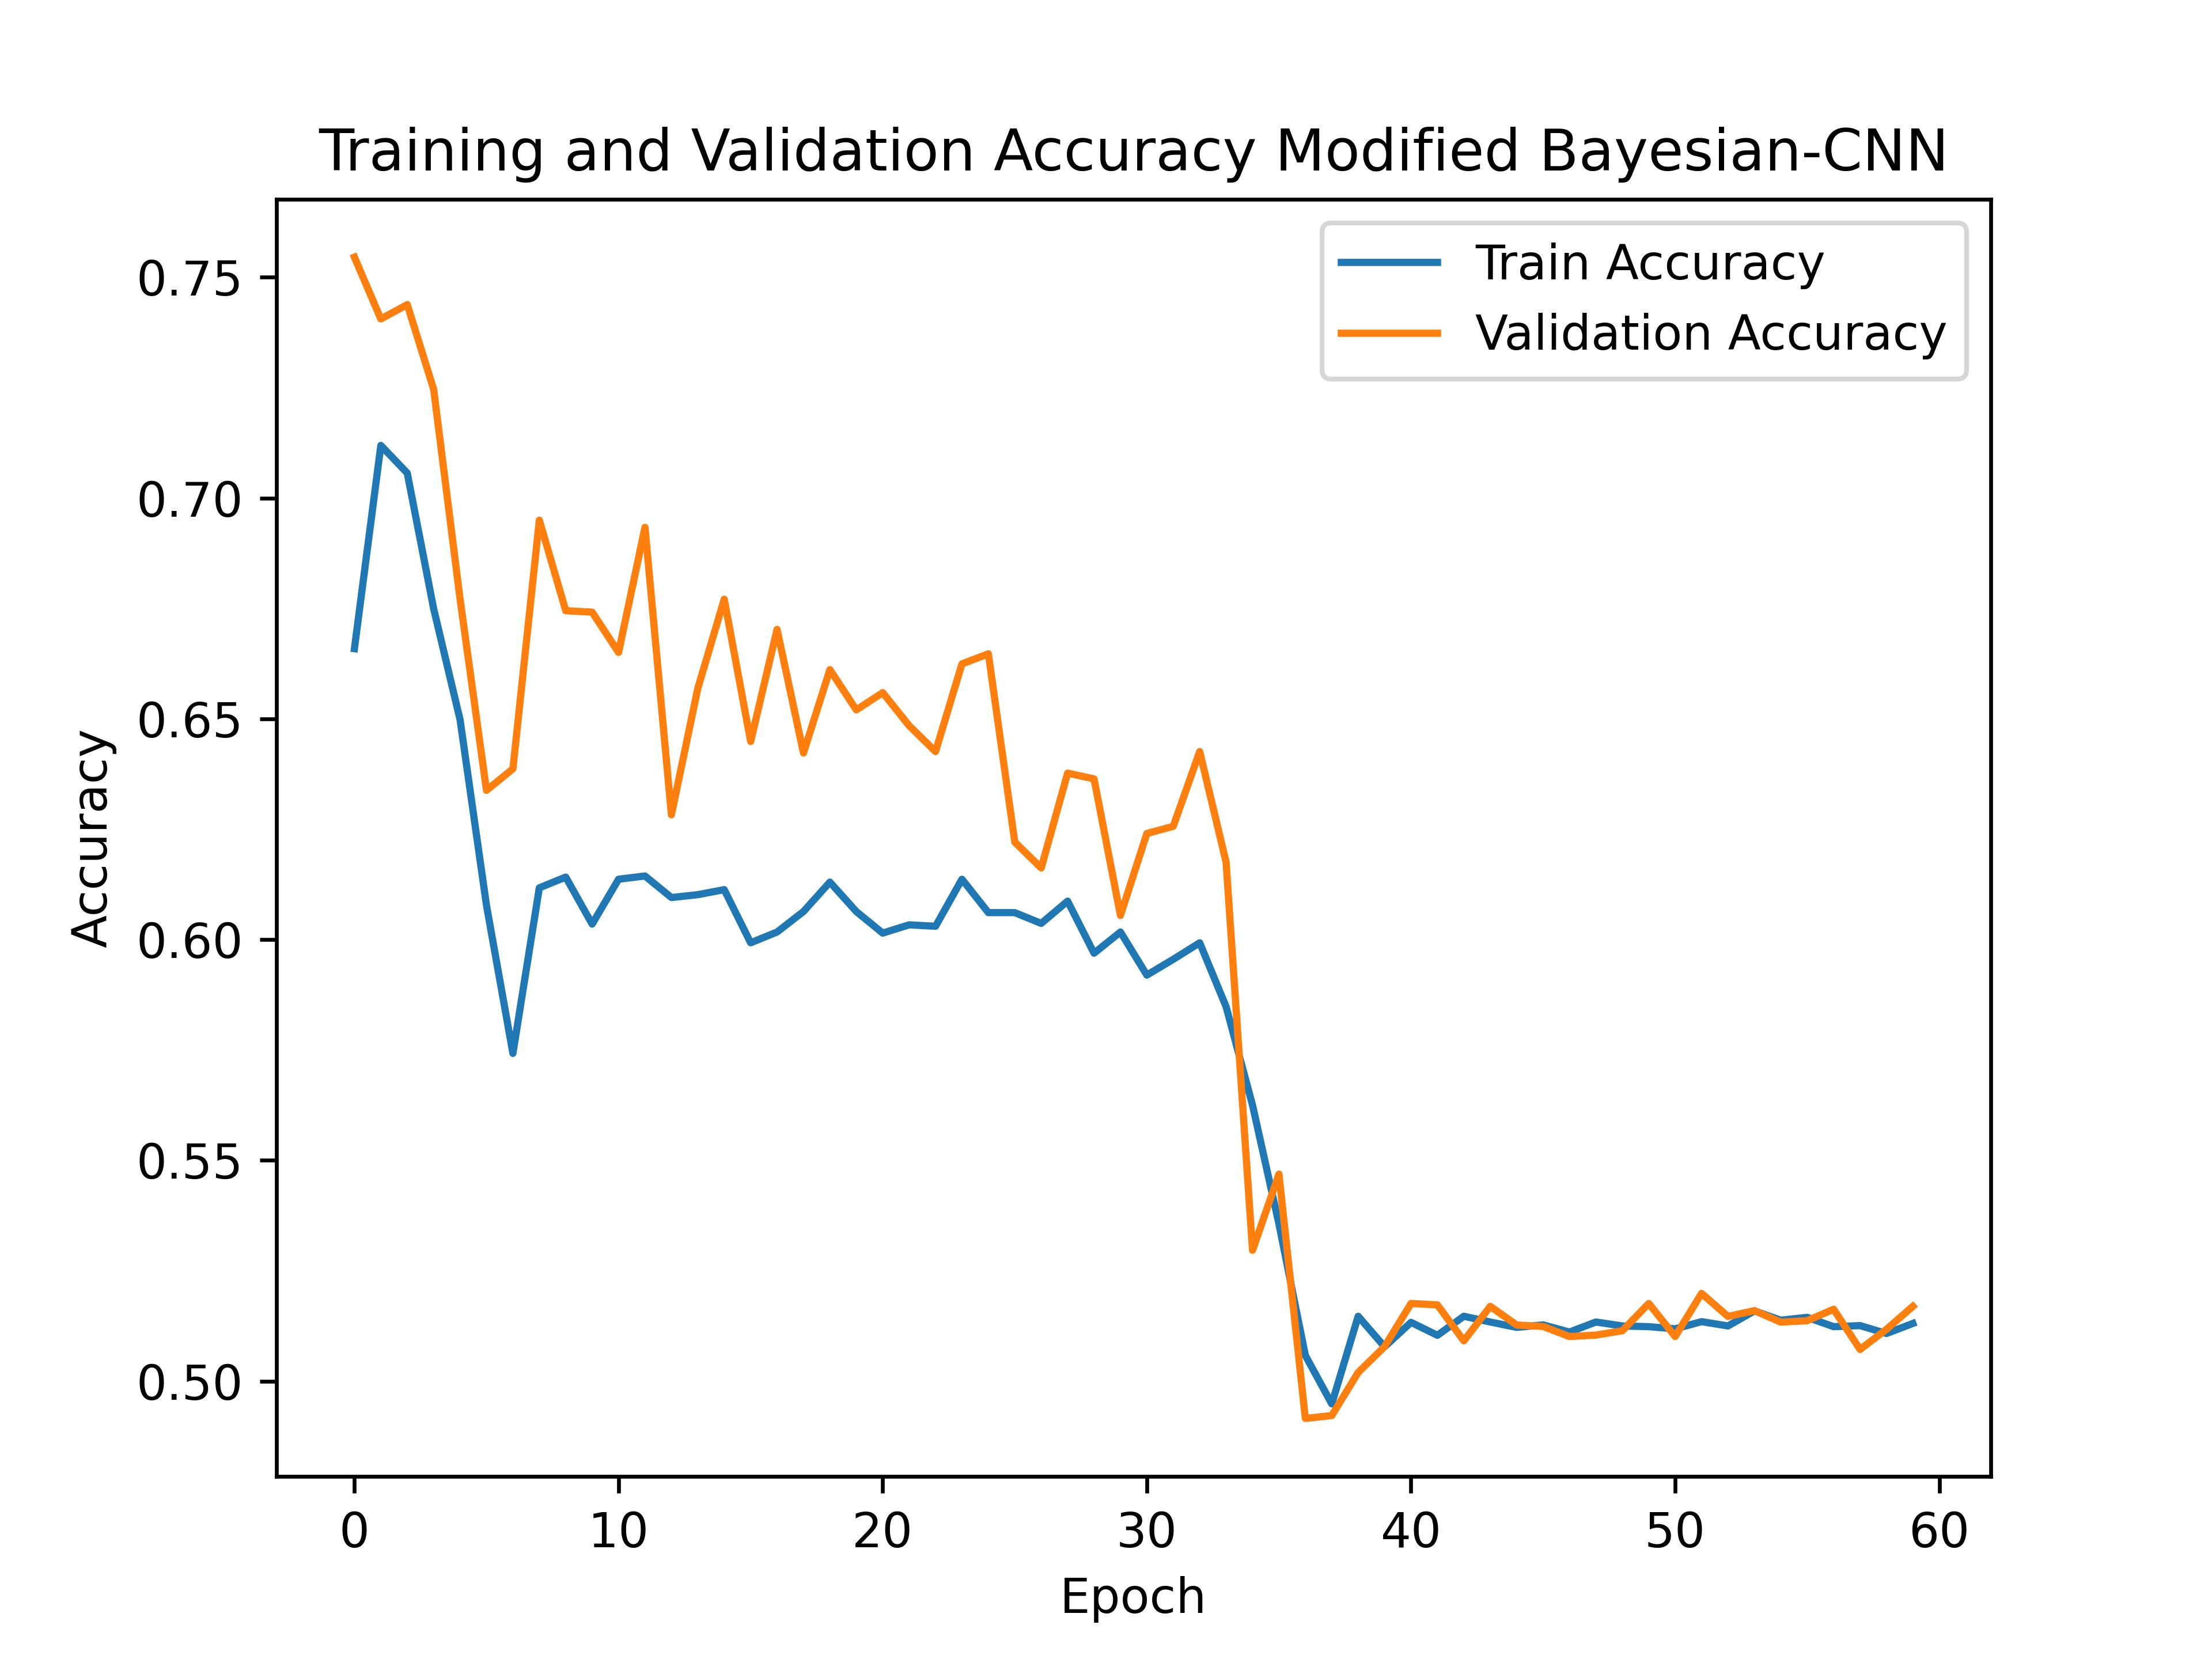 Training and Validation Accuracy Modified Bayesian-CNN
Train Accuracy
Validation Accuracy
0.75
0.70
0.65
0.60
0.55
0.50
Accuracy
0 10 20 30 40 50 60
Epoch